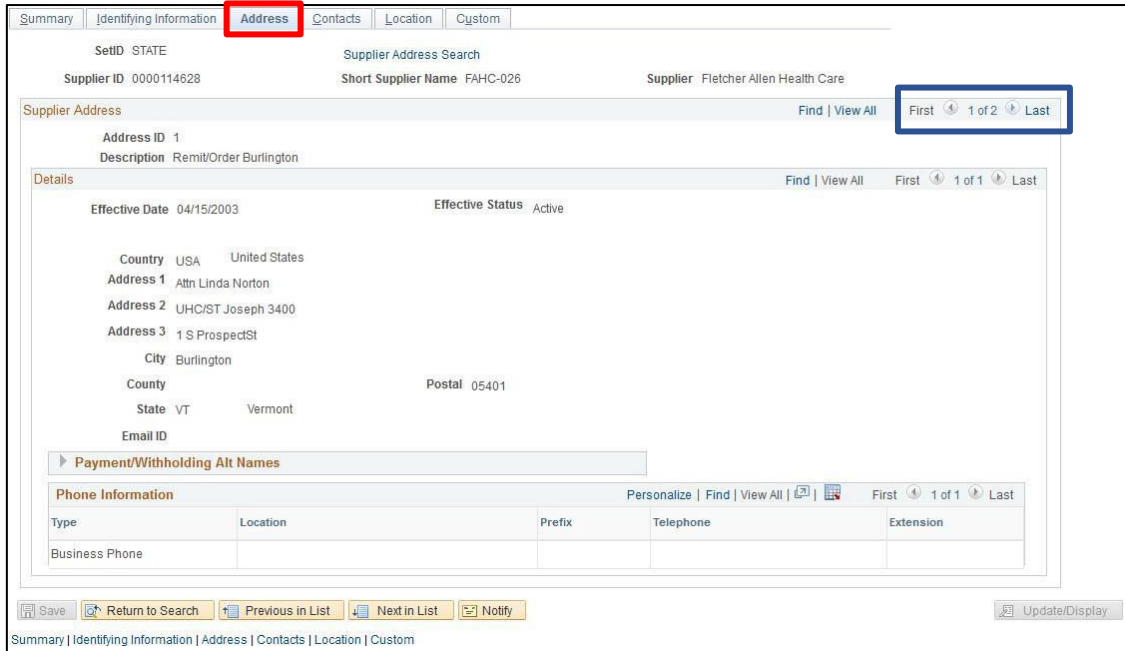 Summary Identifying Information Address Contacts Location Custom
SetID STATE Supplier Address Search
Supplier ID 0000114628 Short Supplier Name FAHC-026 Supplier Fletcher Allen Health Care
Supplier Address Find | View All First 1 of 2 Last
Address ID 1
Description Remit/Order Burlington
Details Find | View All First 1 of 1 Last
Effective Date 04/15/2003 Effective Status Active
Country USA United States
Address 1 Attn Linda Norton
Address 2 UHC/ST Joseph 3400
Address 3 1 S ProspectSt
City Burlington
County Postal 05401
State VT Vermont
Email ID
Payment/Withholding Alt Names
Phone Information Personalize | Find | View All | | First 1 of 1 Last
Type Location Prefix Telephone Extension
Business Phone
Save Return to Search Previous in List Next in List Notify Update/Display
Summary | Identifying Information | Address | Contacts | Location | Custom